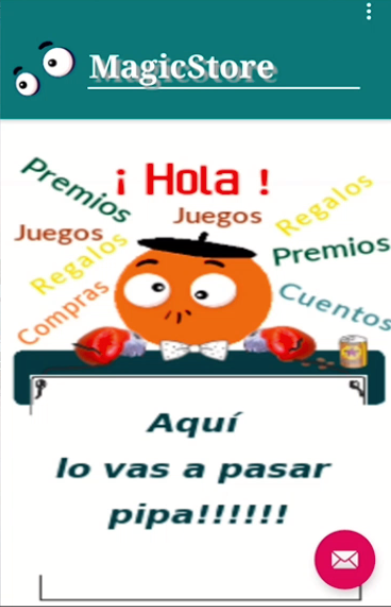 MagicStore
¡ Hola !
Premios
Juegos
Regalos
Juegos
Premios
Regalos
Cuentos
Compras
Aquí
lo vas a pasar
pipa!!!!!!